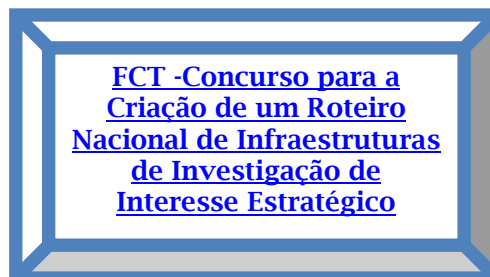 FCT -Concurso para a
Criação de um Roteiro
Nacional de Infraestruturas
de Investigação de
Interesse Estratégico